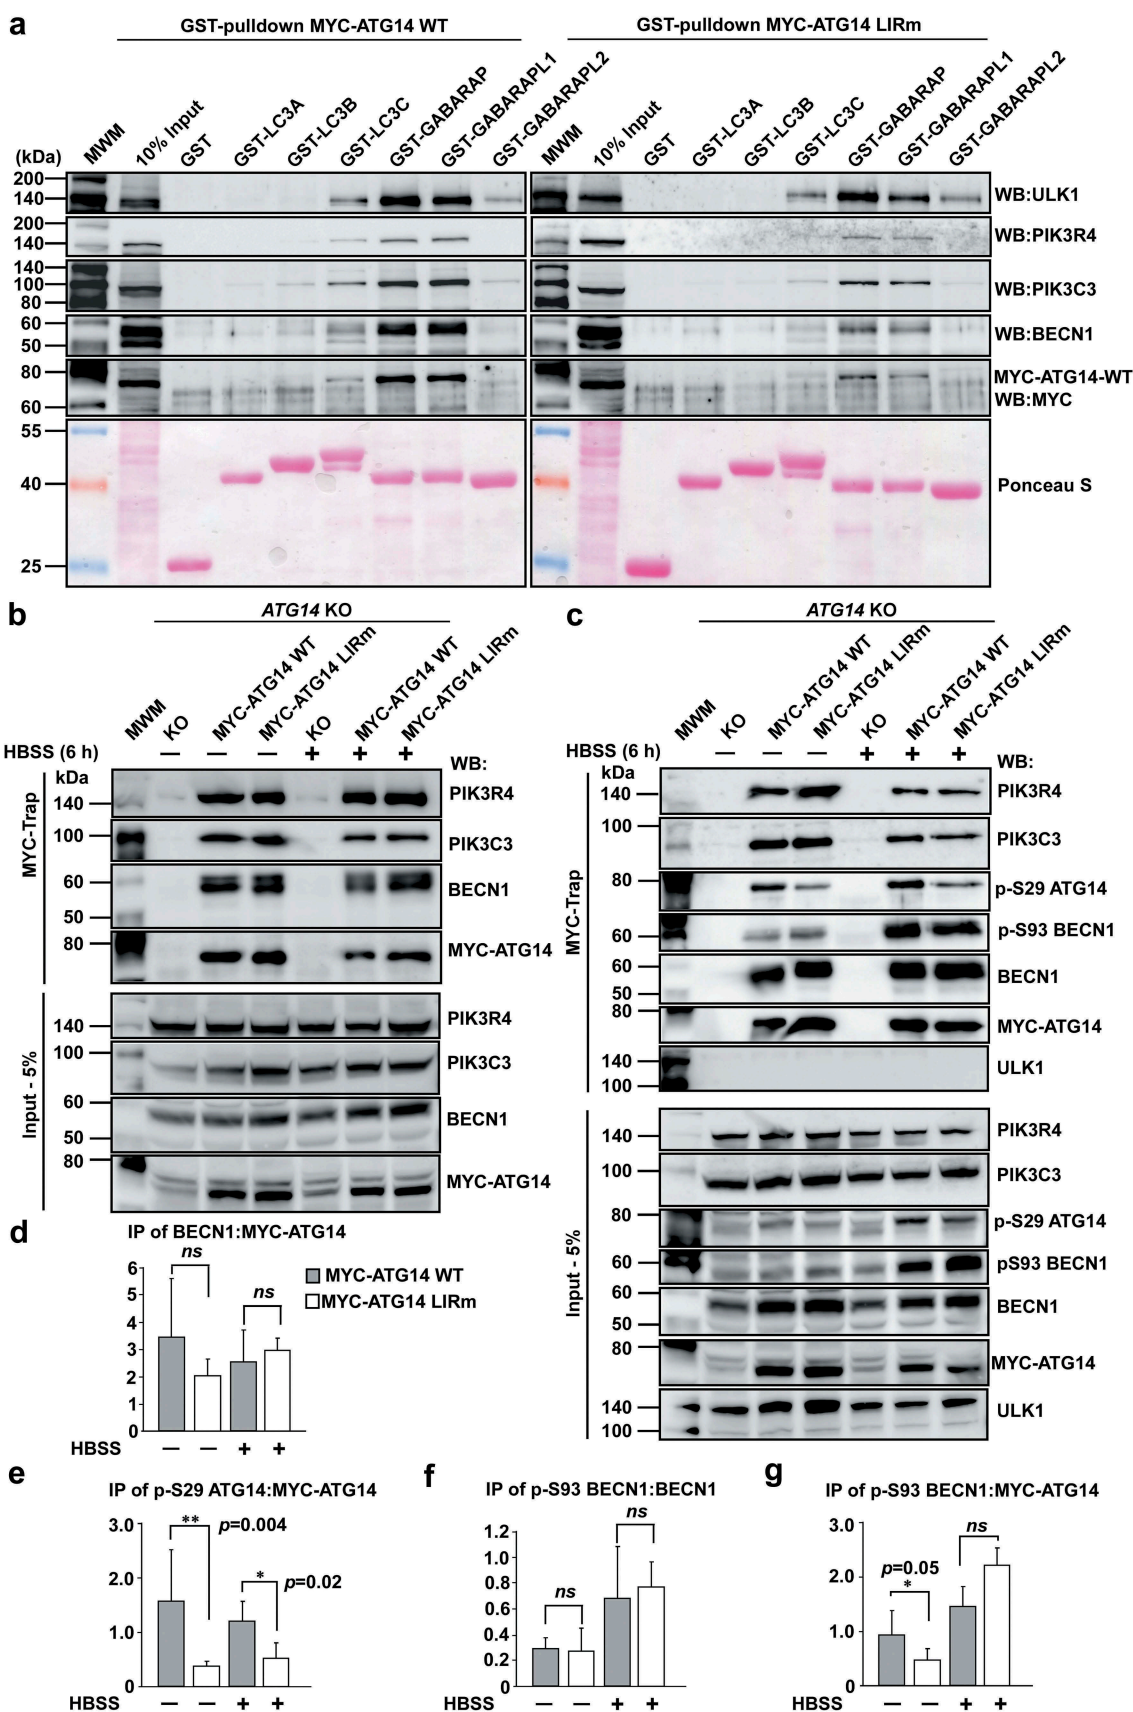 a
GST-pulldown MYC-ATG14 WT
GST-pulldown MYC-ATG14 LIRm
(kDa) MWM 10% Input GST GST-LC3A GST-LC3B GST-LC3C GST-GABARAP GST-GABARAPL1 GST-GABARAPL2 MWM 10% Input GST GST-LC3A GST-LC3B GST-LC3C GST-GABARAP GST-GABARAPL1 GST-GABARAPL2
200
140
WB:ULK1
200
140
WB:PIK3R4
140
100
80
WB:PIK3C3
60
50
WB:BECN1
80
60
MYC-ATG14-WT
WB:MYC
55
40
25
Ponceau S
b
ATG14 KO
MWM KO MYC-ATG14 WT MYC-ATG14 LIRm KO MYC-ATG14 WT MYC-ATG14 LIRm
HBSS (6 h) — — — + + +
kDa
WB:
MYC-Trap
140
PIK3R4
100
PIK3C3
60
50
BECN1
80
MYC-ATG14
Input - 5%
140
PIK3R4
100
PIK3C3
60
50
BECN1
80
MYC-ATG14
c
ATG14 KO
MWM KO MYC-ATG14 WT MYC-ATG14 LIRm KO MYC-ATG14 WT MYC-ATG14 LIRm
HBSS (6 h) — — — + + +
kDa
WB:
MYC-Trap
140
PIK3R4
100
PIK3C3
80
p-S29 ATG14
60
p-S93 BECN1
60
50
BECN1
80
MYC-ATG14
140
100
ULK1
Input - 5%
140
PIK3R4
100
PIK3C3
80
p-S29 ATG14
60
pS93 BECN1
60
50
BECN1
80
MYC-ATG14
140
100
ULK1
d
IP of BECN1:MYC-ATG14
6
5
4
3
2
1
0
ns
ns
MYC-ATG14 WT
MYC-ATG14 LIRm
HBSS — — + +
e
IP of p-S29 ATG14:MYC-ATG14
3.0
2.0
1.0
0
** p=0.004
* p=0.02
HBSS — — + +
f
IP of p-S93 BECN1:BECN1
1.2
1.0
0.8
0.6
0.4
0.2
0
ns
ns
HBSS — — + +
g
IP of p-S93 BECN1:MYC-ATG14
3.0
2.0
1.0
0
p=0.05
*
ns
HBSS — — + +